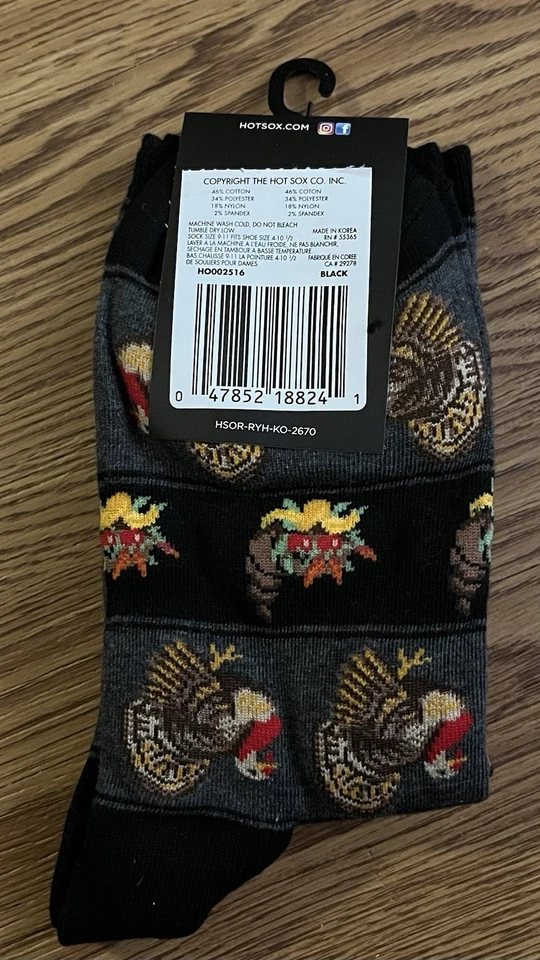 HOTSOX.COM
COPYRIGHT THE HOT SOX CO. INC.
46% COTTON 46% COTON
34% POLYESTER 34% POLYESTER
18% NYLON 18% NYLON
2% SPANDEX 2% SPANDEX
MACHINE WASH COLD, DO NOT BLEACH
TUMBLE DRY LOW. MADE IN KOREA
SOCK SIZE 9-11 FITS SHOE SIZE 4-10 1/2 RN # 55365
LAVER A LA MACHINE A L'EAU FROIDE, NE PAS BLANCHIR,
SECHAGE EN TAMBOUR A BASSE TEMPERATURE.
BAS CHAUSSE 9-11 LA POINTURE 4-10 1/2 FABRIQUÉ EN COREE
DE SOULIERS POUR DAMES CA # 29278
HO002516 BLACK
0 47852 18824 1
HSOR-RYH-KO-2670